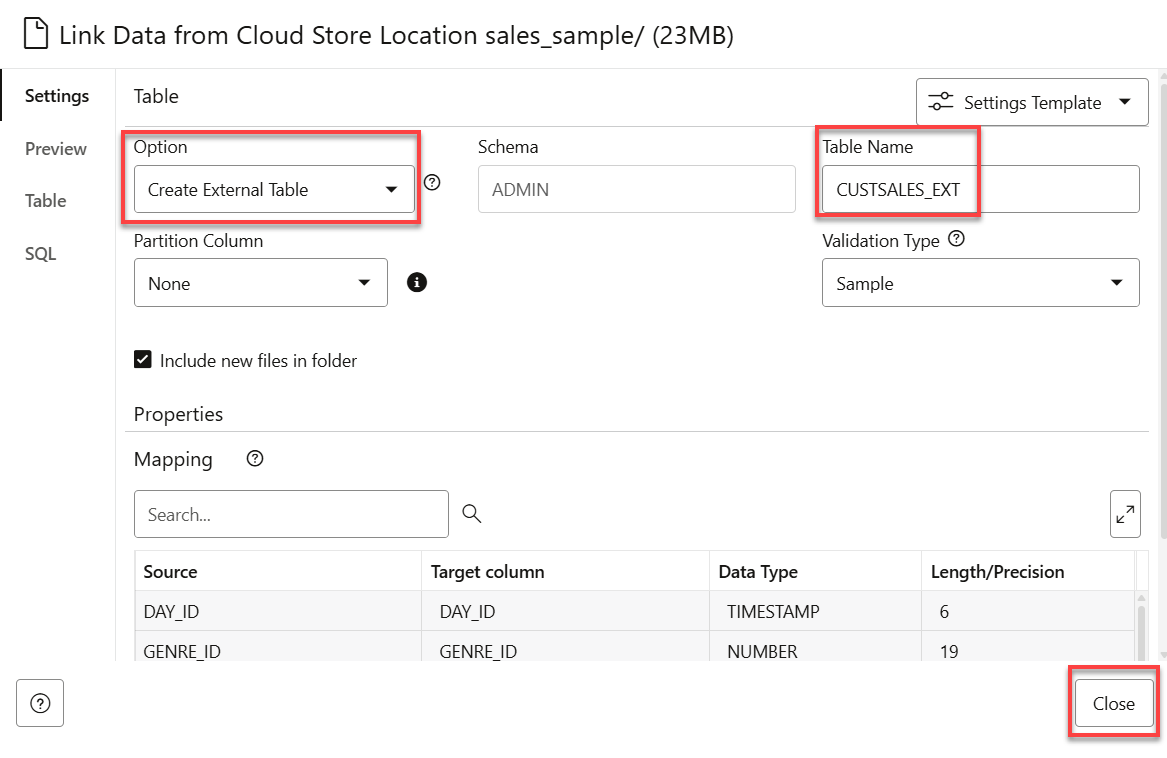 Link Data from Cloud Store Location sales_sample/ (23MB)
Settings
Preview
Table
SQL
Table
Settings Template
Option
Schema
Table Name
Create External Table
ADMIN
CUSTSALES_EXT
Partition Column
Validation Type
None
Sample
Include new files in folder
Properties
Mapping
Search...
Source Target column Data Type Length/Precision
DAY_ID DAY_ID TIMESTAMP 6
GENRE_ID GENRE_ID NUMBER 19
Close